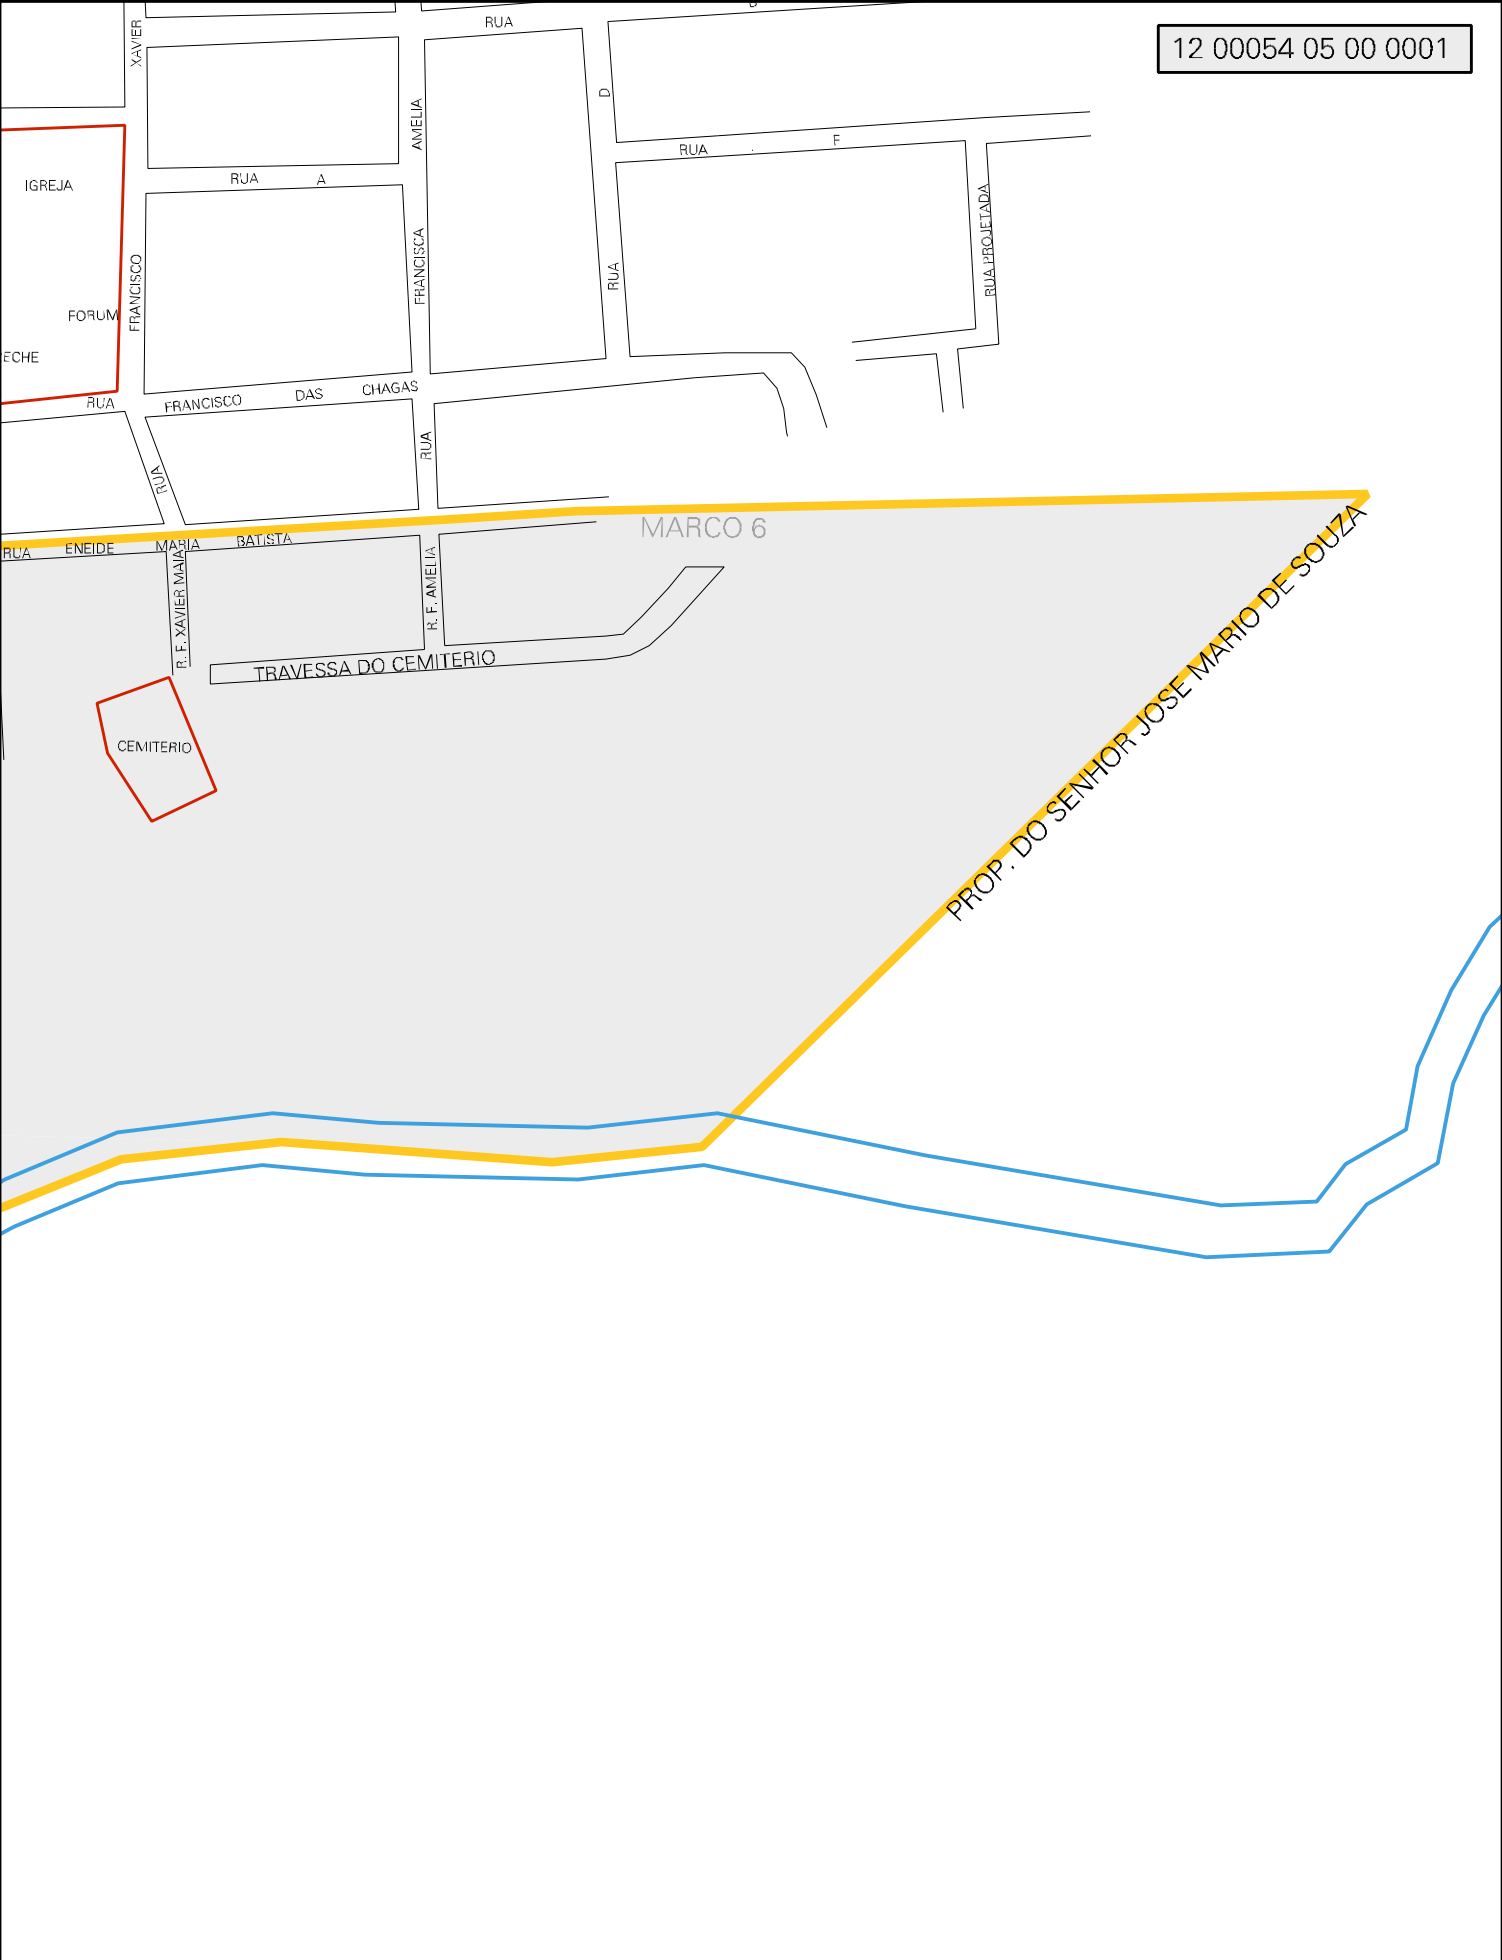 12 00054 05 00 0001
XAVIER
RUA
D
AMELIA
RUA
F
RUA A
IGREJA
FRANCISCO
FRANCISCA
RUA
RUA PROJETADA
FORUM
ECHE
RUA FRANCISCO DAS CHAGAS
RUA
RUA
MARCO 6
RUA ENEIDE MARIA BATISTA
R. F. XAVIER MAIA
R. F. AMELIA
TRAVESSA DO CEMITERIO
CEMITERIO
PROP. DO SENHOR JOSE MARIO DE SOUZA